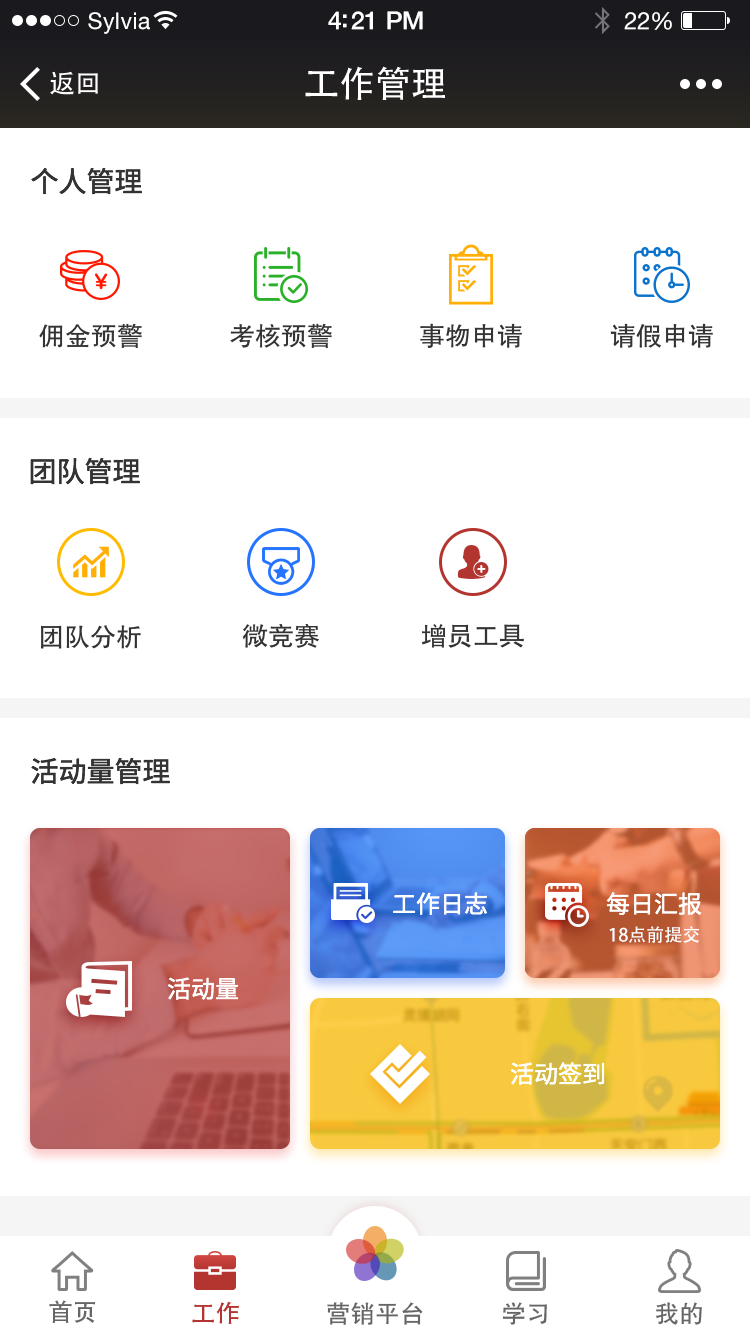 Sylvia 4:21 PM 22%
返回 工作管理
个人管理
¥
佣金预警 考核预警 事物申请 请假申请
团队管理
团队分析 微竞赛 增员工具
活动量管理
活动量
工作日志
每日汇报
18点前提交
活动签到
首页 工作 营销平台 学习 我的